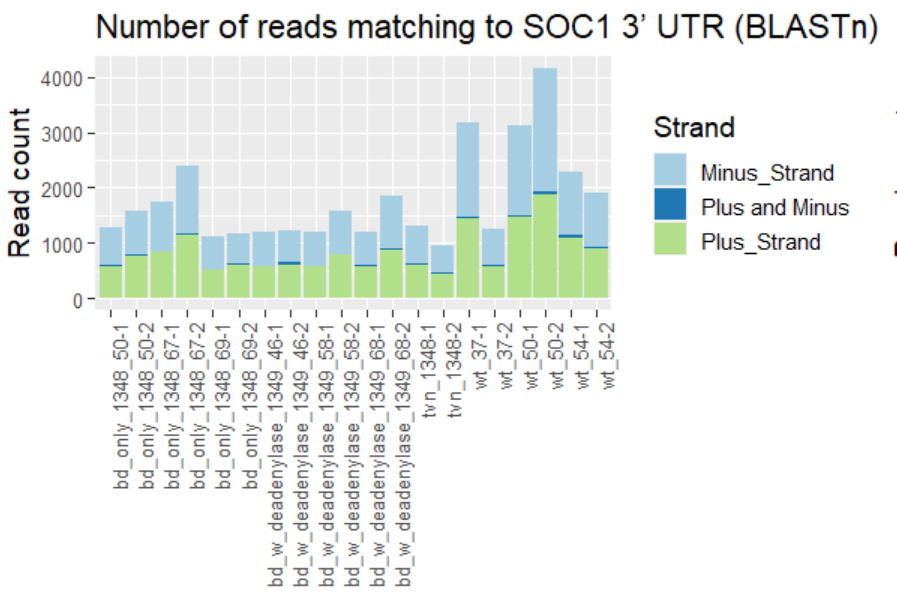 Number of reads matching to SOC1 3’ UTR (BLASTn)
Read count
4000
3000
2000
1000
0
bd_only_1348_50-1
bd_only_1348_50-2
bd_only_1348_67-1
bd_only_1348_67-2
bd_only_1348_69-1
bd_only_1348_69-2
bd_w_deadenylase_1349_46-1
bd_w_deadenylase_1349_46-2
bd_w_deadenylase_1349_58-1
bd_w_deadenylase_1349_58-2
bd_w_deadenylase_1349_68-1
bd_w_deadenylase_1349_68-2
tvn_1348-1
tvn_1348-2
wt_37-1
wt_37-2
wt_50-1
wt_50-2
wt_54-1
wt_54-2
Strand
Minus_Strand
Plus and Minus
Plus_Strand